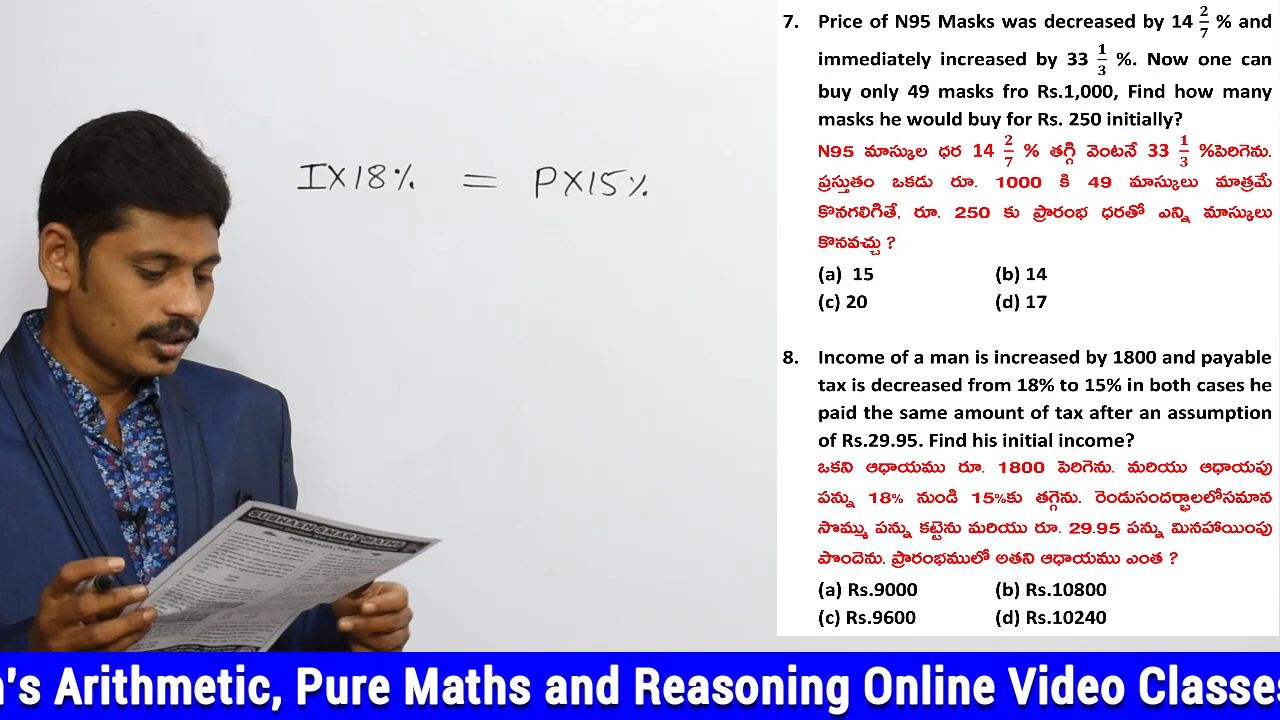 I X 18% = P X 15%
7. Price of N95 Masks was decreased by 14 2/7 % and
immediately increased by 33 1/3 %. Now one can
buy only 49 masks fro Rs.1,000, Find how many
masks he would buy for Rs. 250 initially?
N95 మాస్కుల ధర 14 2/7 % తగ్గి వెంటనే 33 1/3 %పెరిగెను.
ప్రస్తుతం ఒకడు రూ. 1000 కి 49 మాస్కులు మాత్రమే
కొనగలిగితే, రూ. 250 కు ప్రారంభ ధరతో ఎన్ని మాస్కులు
కొనవచ్చు ?
(a) 15 (b) 14
(c) 20 (d) 17
8. Income of a man is increased by 1800 and payable
tax is decreased from 18% to 15% in both cases he
paid the same amount of tax after an assumption
of Rs.29.95. Find his initial income?
ఒకని ఆధాయము రూ. 1800 పెరిగెను. మరియు ఆధాయపు
పన్ను 18% నుండి 15%కు తగ్గెను. రెండుసందర్భాలలోసమాన
సొమ్ము పన్ను కట్టెను మరియు రూ. 29.95 పన్ను మినహాయింపు
పొందెను. ప్రారంభములో అతని ఆధాయము ఎంత ?
(a) Rs.9000 (b) Rs.10800
(c) Rs.9600 (d) Rs.10240
SUBHASH SMART MATHS
's Arithmetic, Pure Maths and Reasoning Online Video Classes